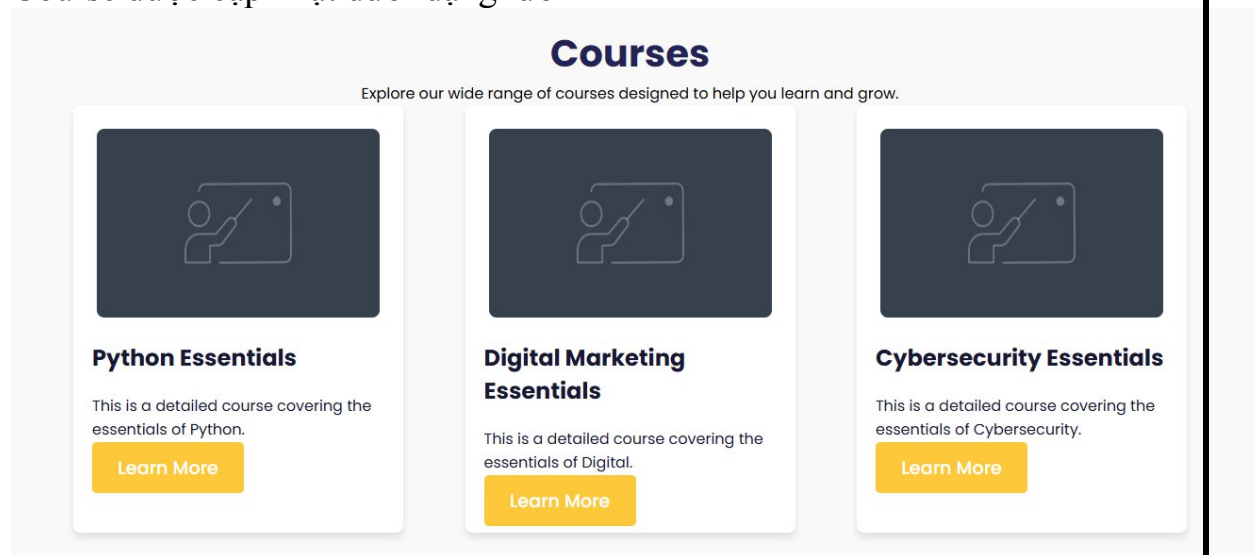 Courses
Explore our wide range of courses designed to help you learn and grow.
Python Essentials
This is a detailed course covering the
essentials of Python.
Learn More
Digital Marketing
Essentials
This is a detailed course covering the
essentials of Digital.
Learn More
Cybersecurity Essentials
This is a detailed course covering the
essentials of Cybersecurity.
Learn More